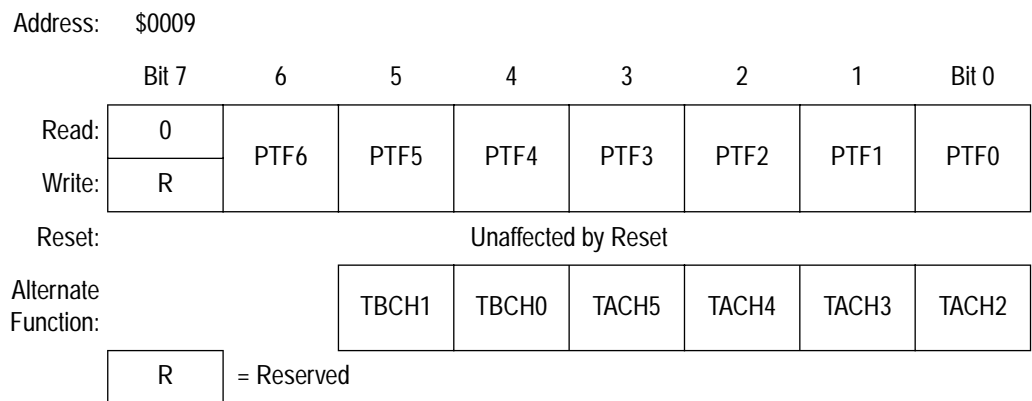 Address: $0009
Bit 7 6 5 4 3 2 1 Bit 0
Read: 0
PTF6 PTF5 PTF4 PTF3 PTF2 PTF1 PTF0
Write: R
Reset: Unaffected by Reset
Alternate
Function:
TBCH1 TBCH0 TACH5 TACH4 TACH3 TACH2
R = Reserved